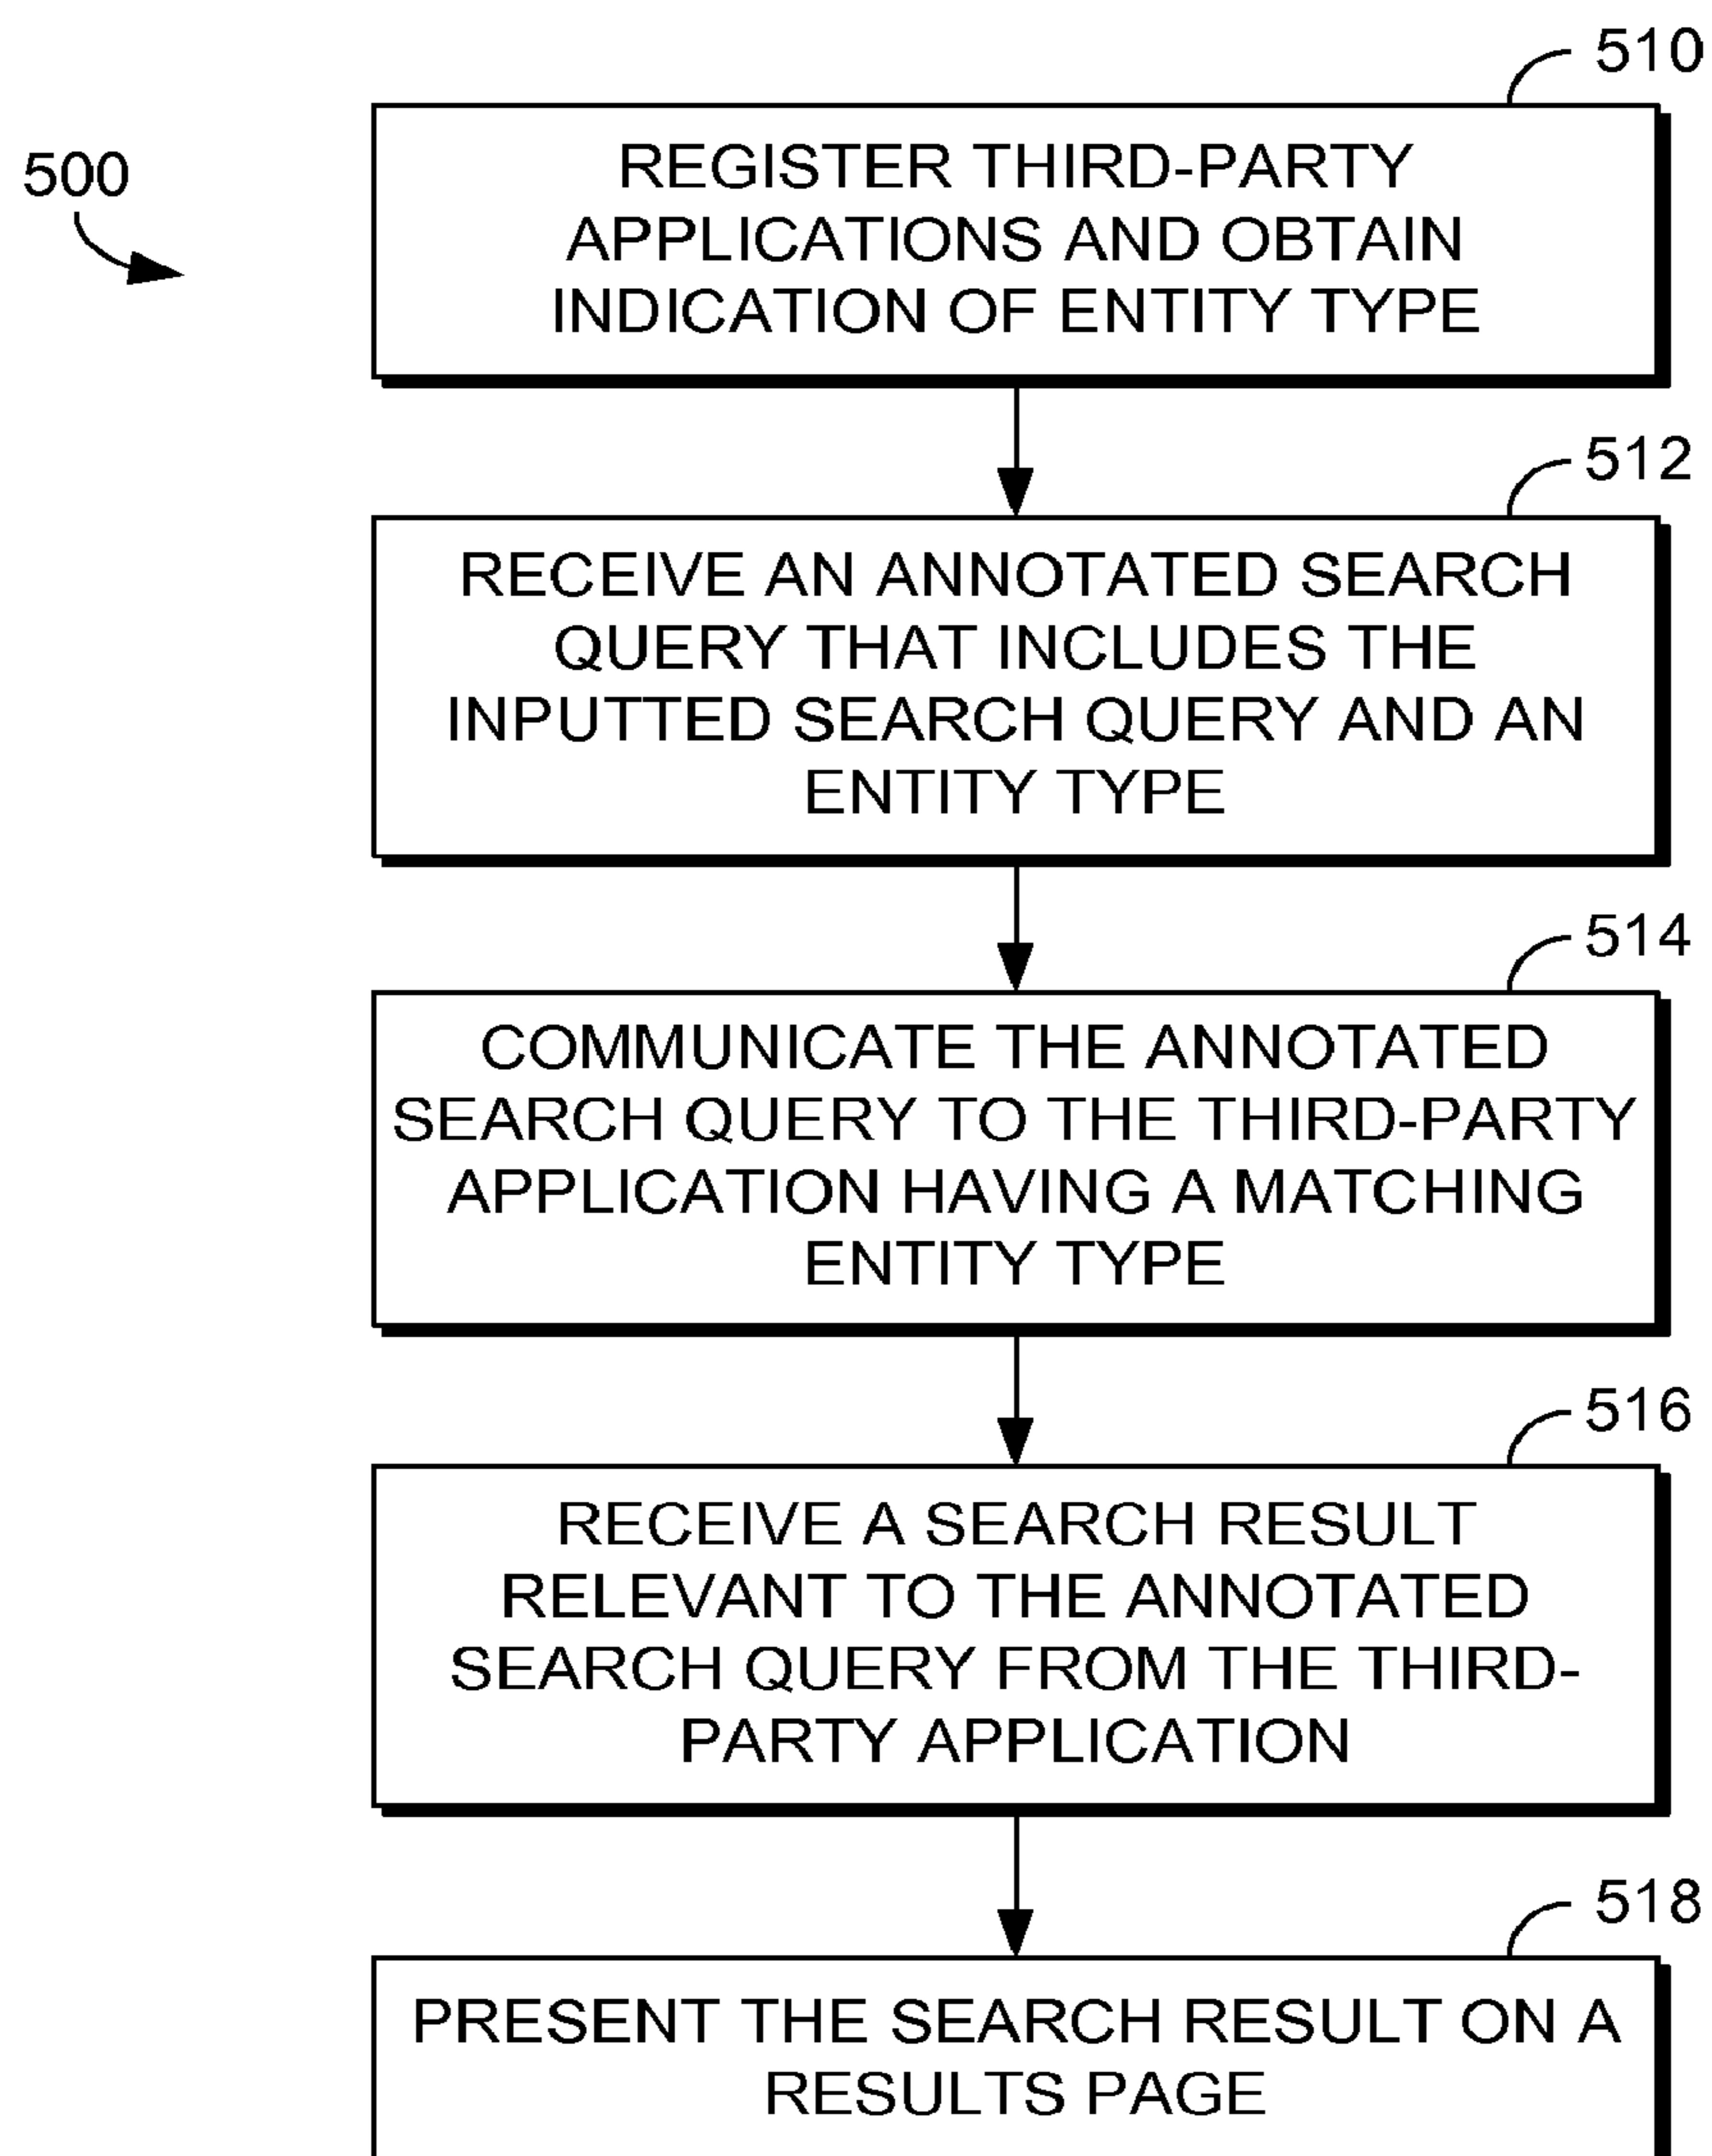 500
510
REGISTER THIRD-PARTY
APPLICATIONS AND OBTAIN
INDICATION OF ENTITY TYPE
512
RECEIVE AN ANNOTATED SEARCH
QUERY THAT INCLUDES THE
INPUTTED SEARCH QUERY AND AN
ENTITY TYPE
514
COMMUNICATE THE ANNOTATED
SEARCH QUERY TO THE THIRD-PARTY
APPLICATION HAVING A MATCHING
ENTITY TYPE
516
RECEIVE A SEARCH RESULT
RELEVANT TO THE ANNOTATED
SEARCH QUERY FROM THE THIRD-
PARTY APPLICATION
518
PRESENT THE SEARCH RESULT ON A
RESULTS PAGE